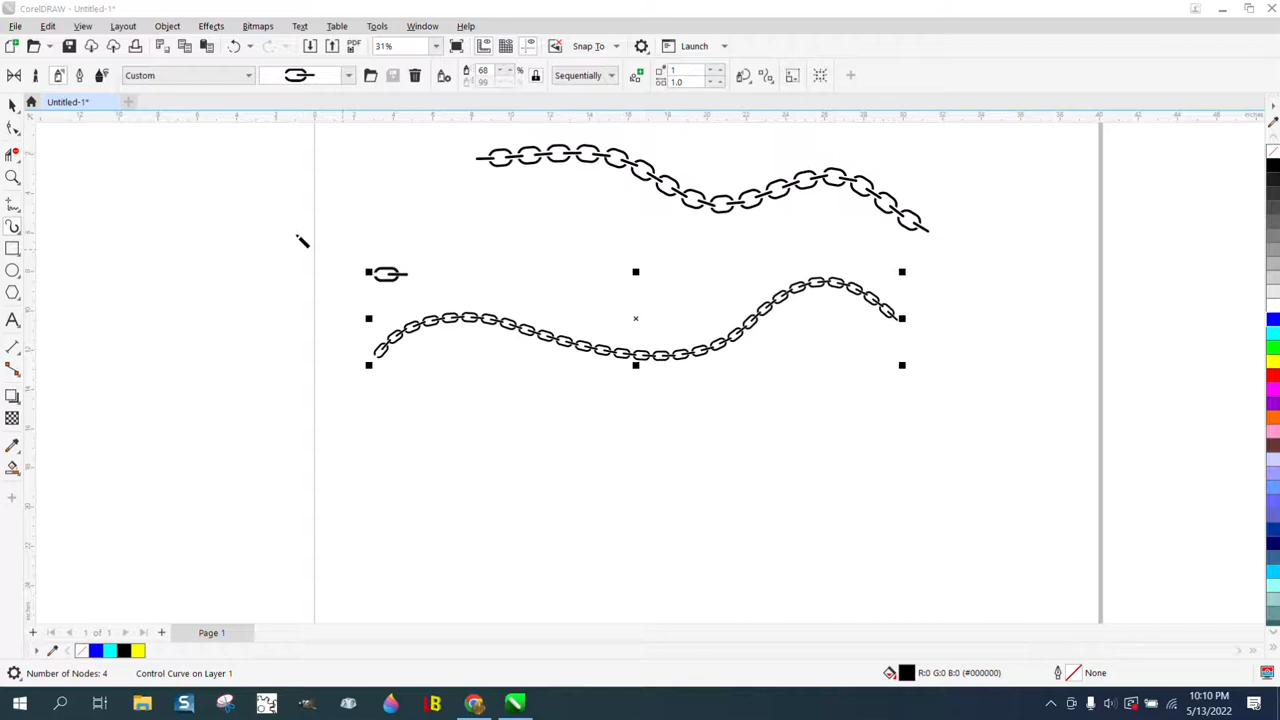 CorelDRAW - Untitled-1*
File Edit View Layout Object Effects Bitmaps Text Table Tools Window Help
PDF 31% Snap To Launch
Custom 68 % 99 Sequentially 1 1.0
Untitled-1*
inches
1 of 1 Page 1
Number of Nodes: 4 Control Curve on Layer 1 R:0 G:0 B:0 (#000000) None
10:10 PM
5/13/2022